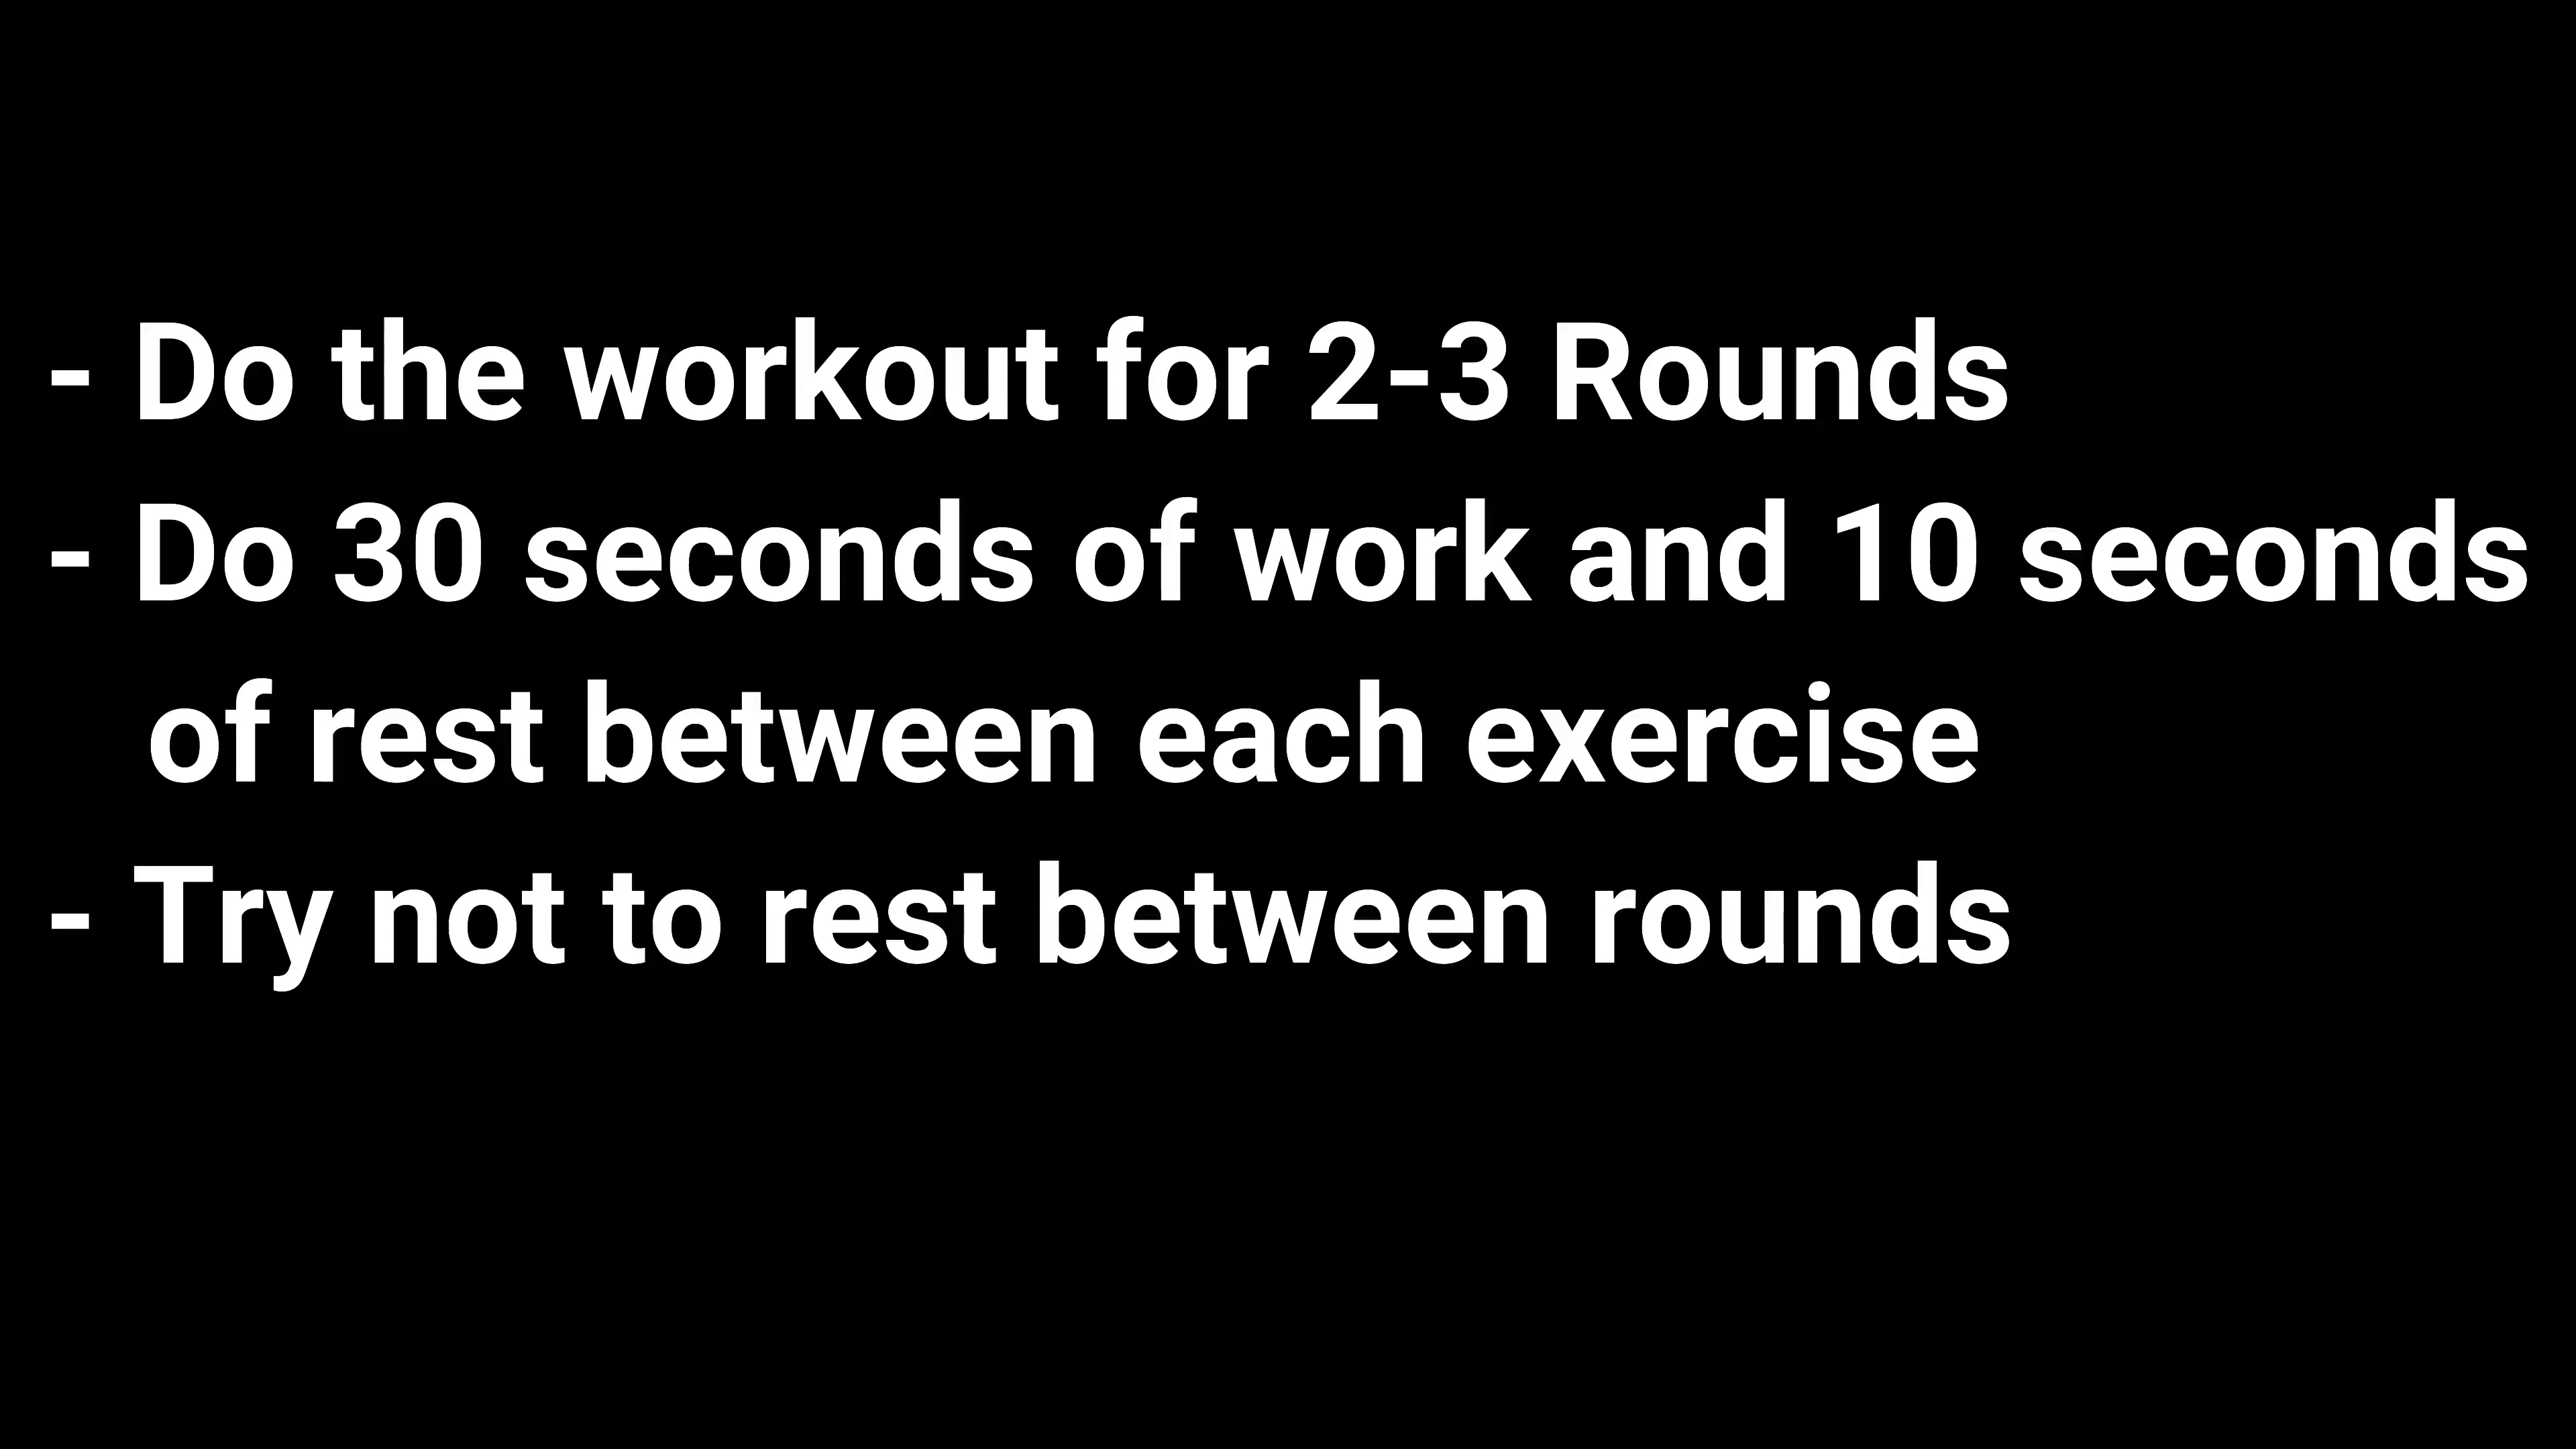 - Do the workout for 2-3 Rounds
- Do 30 seconds of work and 10 seconds
of rest between each exercise
- Try not to rest between rounds